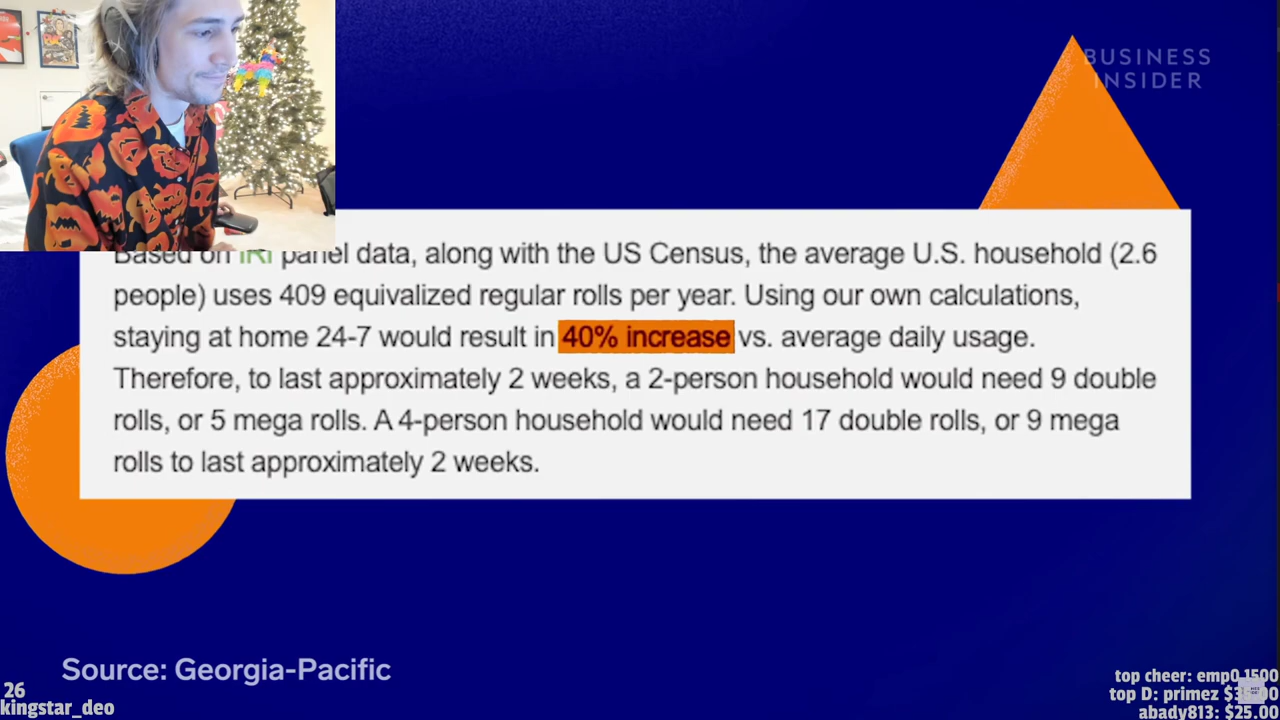 BUSINESS
INSIDER
Based on IRI panel data, along with the US Census, the average U.S. household (2.6
people) uses 409 equivalized regular rolls per year. Using our own calculations,
staying at home 24-7 would result in 40% increase vs. average daily usage.
Therefore, to last approximately 2 weeks, a 2-person household would need 9 double
rolls, or 5 mega rolls. A 4-person household would need 17 double rolls, or 9 mega
rolls to last approximately 2 weeks.
Source: Georgia-Pacific
26
kingstar_deo
top cheer: emp0 1500
top D: primez
abady813: $25.00